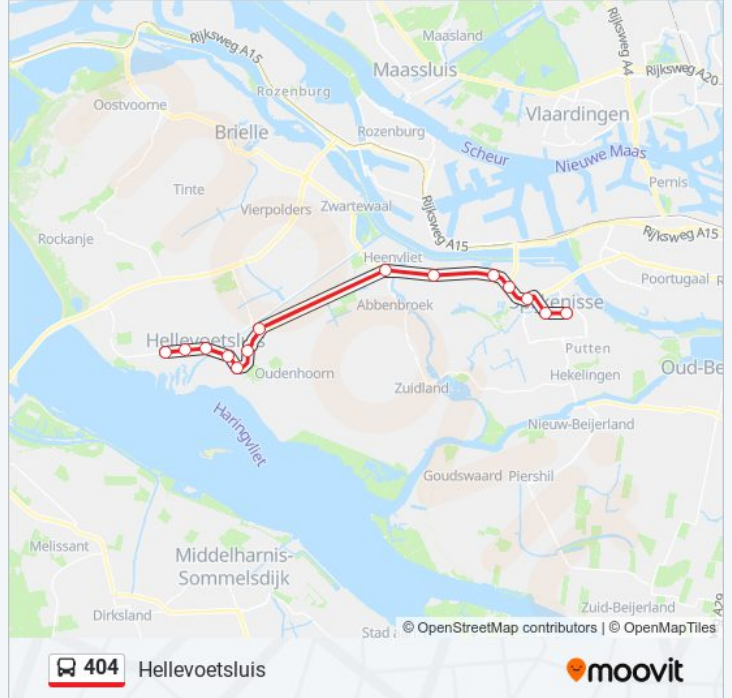 Maasland
Rijksweg A4
Rijksweg A15
Maassluis
Rijksweg A20
Rozenburg
Oostvoorne
Vlaardingen
Brielle
Rozenburg
Scheur
Nieuwe Maas
Pernis
Tinte
Vierpolders
Zwartewaal
Rijksweg A15
Rijksweg A15
Rockanje
Heenvliet
Poortugaal
Abbenbroek
Hellevoetsluis
Putten
Oud-Be
Oudenhoorn
Hekelingen
Zuidland
Haringvliet
Nieuw-Beijerland
Goudswaard
Piershil
Melissant
Middelharnis-
Sommelsdijk
A29
Dirksland
Zuid-Beijerland
Stad
© OpenStreetMap contributors | © OpenMapTiles
404 Hellevoetsluis
moovit